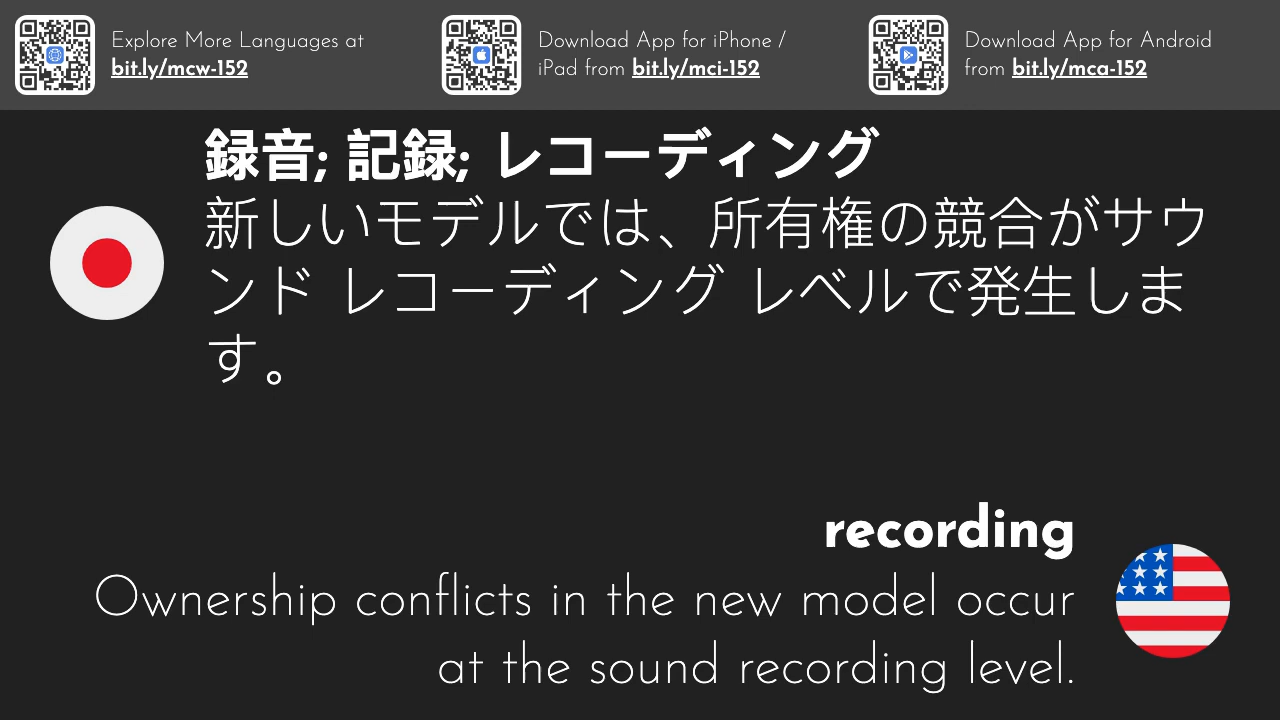 Explore More Languages at
bit.ly/mcw-152
Download App for iPhone /
iPad from bit.ly/mci-152
Download App for Android
from bit.ly/mca-152
録音; 記録; レコーディング
新しいモデルでは、所有権の競合がサウ
ンド レコーディング レベルで発生しま
す。
recording
Ownership conflicts in the new model occur
at the sound recording level.